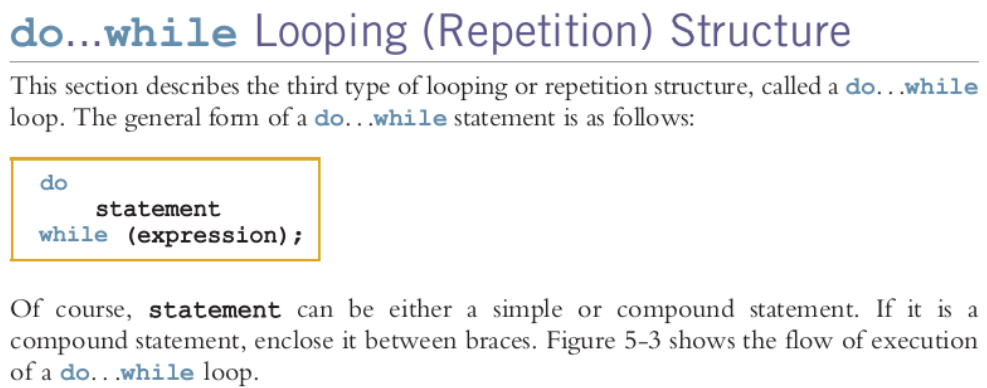 do...while Looping (Repetition) Structure
This section describes the third type of looping or repetition structure, called a do...while
loop. The general form of a do...while statement is as follows:
do
statement
while (expression);
Of course, statement can be either a simple or compound statement. If it is a
compound statement, enclose it between braces. Figure 5-3 shows the flow of execution
of a do...while loop.